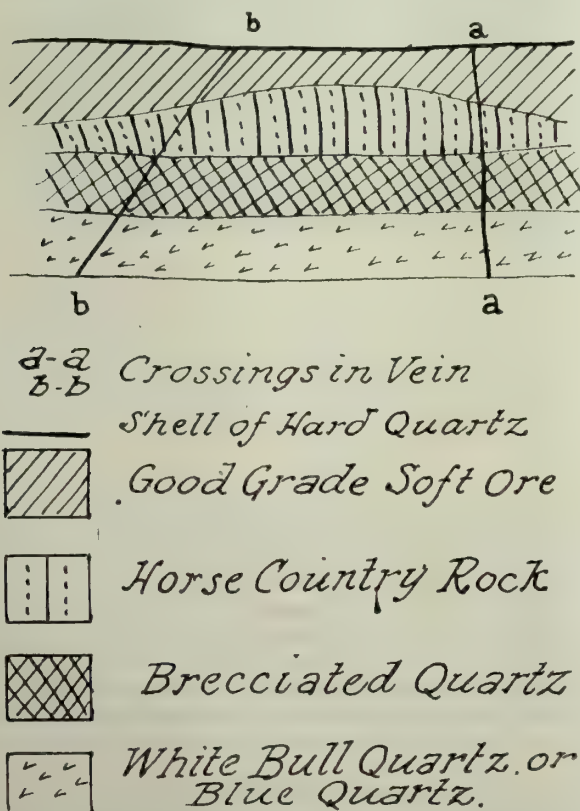 b a
b a
a-a
b-b Crossings in Vein
Shell of Hard Quartz
Good Grade Soft Ore
Horse Country Rock
Brecciated Quartz
White Bull Quartz. or
Blue Quartz.